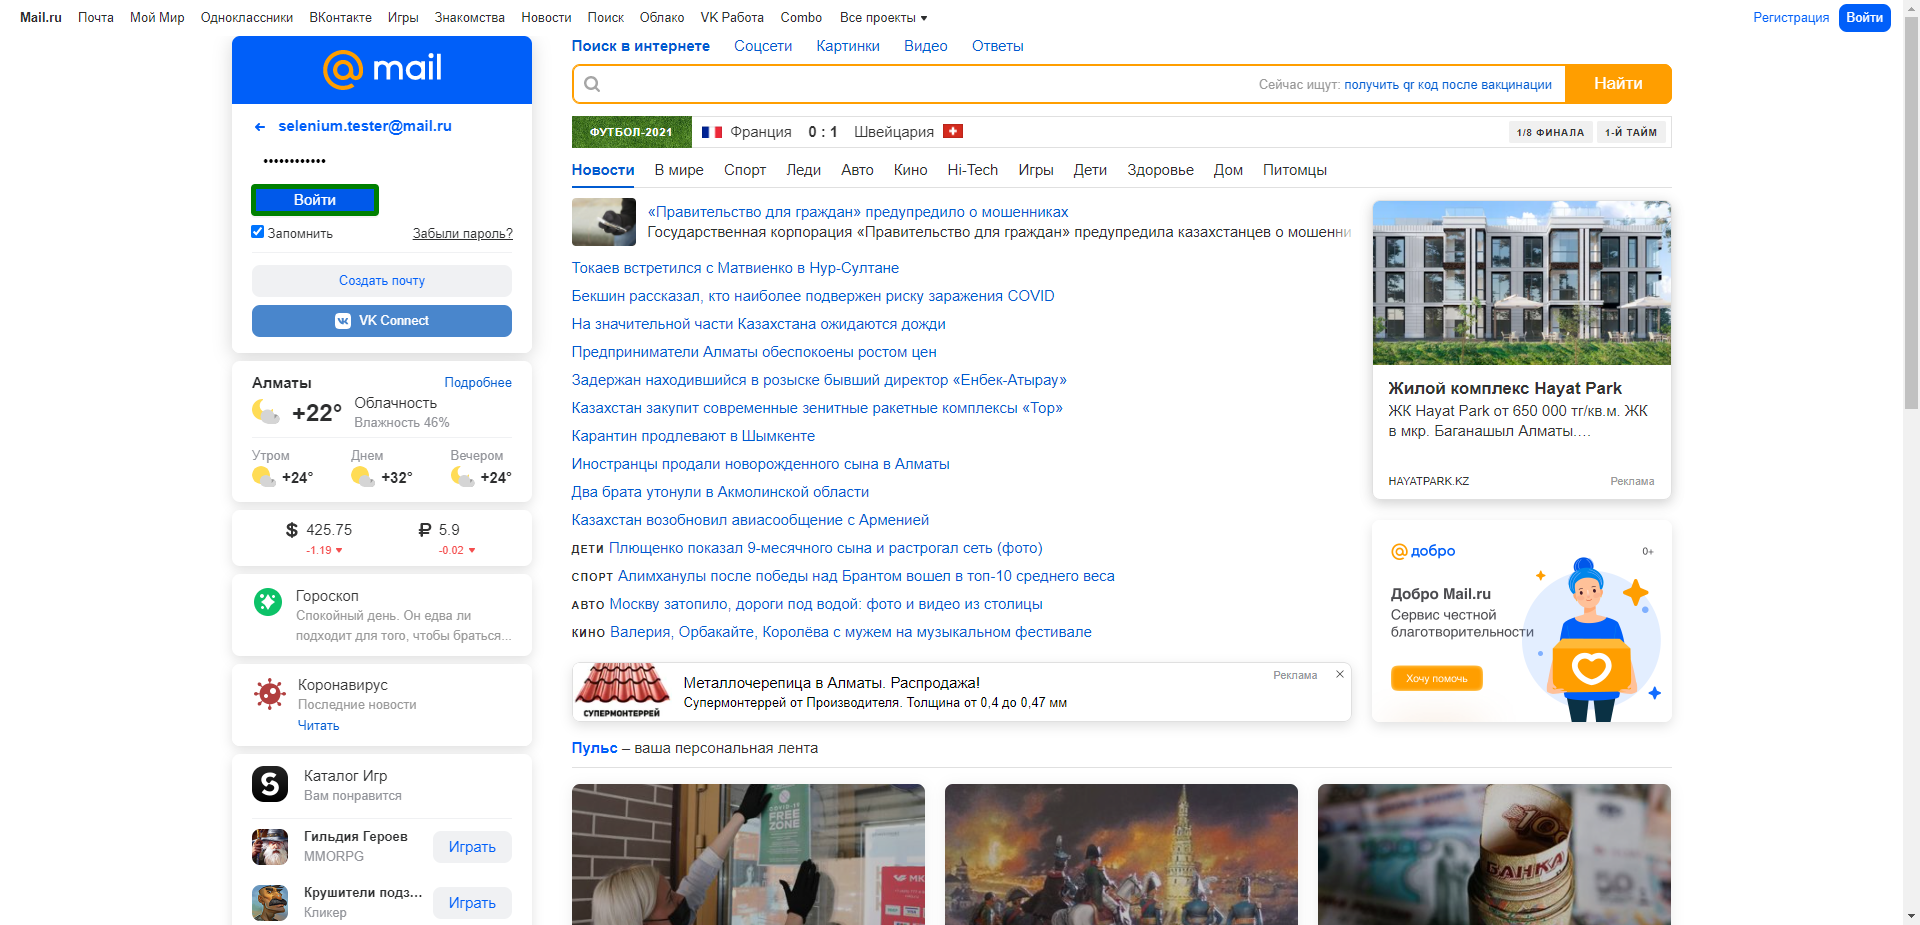 Mail.ru Почта Мой Мир Одноклассники ВКонтакте Игры Знакомства Новости Поиск Облако VK Работа Combo Все проекты Регистрация Войти
mail
selenium.tester@mail.ru
••••••••••••
Войти
Запомнить Забыли пароль?
Создать почту
VK Connect
Алматы Подробнее
+22° Облачность
Влажность 46%
Утром Днем Вечером
+24° +32° +24°
$ 425.75 ₽ 5.9
-1.19 -0.02
Гороскоп
Спокойный день. Он едва ли
подходит для того, чтобы браться...
Коронавирус
Последние новости
Читать
Каталог Игр
Вам понравится
Гильдия Героев
MMORPG
Играть
Крушители подз...
Кликер
Играть
Поиск в интернете Соцсети Картинки Видео Ответы
Сейчас ищут: получить qr код после вакцинации Найти
ФУТБОЛ-2021 Франция 0 : 1 Швейцария 1/8 ФИНАЛА 1-Й ТАЙМ
Новости В мире Спорт Леди Авто Кино Hi-Tech Игры Дети Здоровье Дом Питомцы
«Правительство для граждан» предупредило о мошенниках
Государственная корпорация «Правительство для граждан» предупредила казахстанцев о мошенни
Токаев встретился с Матвиенко в Нур-Султане
Бекшин рассказал, кто наиболее подвержен риску заражения COVID
На значительной части Казахстана ожидаются дожди
Предприниматели Алматы обеспокоены ростом цен
Задержан находившийся в розыске бывший директор «Енбек-Атырау»
Казахстан закупит современные зенитные ракетные комплексы «Тор»
Карантин продлевают в Шымкенте
Иностранцы продали новорожденного сына в Алматы
Два брата утонули в Акмолинской области
Казахстан возобновил авиасообщение с Арменией
ДЕТИ Плющенко показал 9-месячного сына и растрогал сеть (фото)
СПОРТ Алимханулы после победы над Брантом вошел в топ-10 среднего веса
АВТО Москву затопило, дороги под водой: фото и видео из столицы
КИНО Валерия, Орбакайте, Королёва с мужем на музыкальном фестивале
СУПЕРМОНТЕРРЕЙ
Металлочерепица в Алматы. Распродажа! Реклама
Супермонтеррей от Производителя. Толщина от 0,4 до 0,47 мм
Пульс – ваша персональная лента
COVID-19
FREE
ZONE
МК
100
БАНКА
50
Жилой комплекс Hayat Park
ЖК Hayat Park от 650 000 тг/кв.м. ЖК
в мкр. Баганашыл Алматы....
HAYATPARK.KZ Реклама
добро 0+
Добро Mail.ru
Сервис честной
благотворительности
Хочу помочь